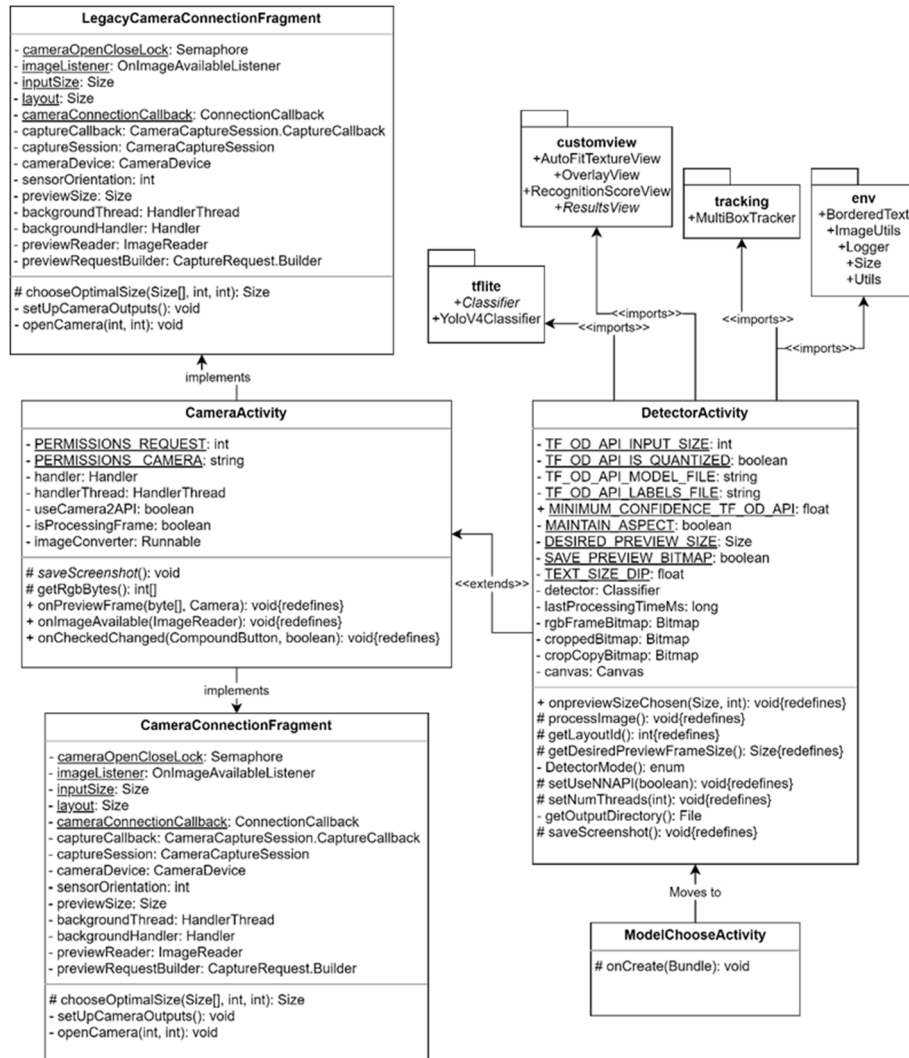 LegacyCameraConnectionFragment
- cameraOpenCloseLock: Semaphore
- imageListener: OnImageAvailableListener
- inputSize: Size
- layout: Size
- cameraConnectionCallback: ConnectionCallback
- captureCallback: CameraCaptureSession.CaptureCallback
- captureSession: CameraCaptureSession
- cameraDevice: CameraDevice
- sensorOrientation: int
- previewSize: Size
- backgroundThread: HandlerThread
- backgroundHandler: Handler
- previewReader: ImageReader
- previewRequestBuilder: CaptureRequest.Builder
# chooseOptimalSize(Size[], int, int): Size
- setUpCameraOutputs(): void
- openCamera(int, int): void
customview
+AutoFitTextureView
+OverlayView
+RecognitionScoreView
+ResultsView
tracking
+MultiBoxTracker
env
+BorderedText
+ImageUtils
+Logger
+Size
+Utils
tflite
+Classifier
+YoloV4Classifier
<<imports>>
<<imports>>
<<imports>>
<<imports>>
implements
CameraActivity
- PERMISSIONS_REQUEST: int
- PERMISSIONS_CAMERA: string
- handler: Handler
- handlerThread: HandlerThread
- useCamera2API: boolean
- isProcessingFrame: boolean
- imageConverter: Runnable
# saveScreenshot(): void
# getRgbBytes(): int[]
+ onPreviewFrame(byte[], Camera): void{redefines}
+ onImageAvailable(ImageReader): void{redefines}
+ onCheckedChanged(CompoundButton, boolean): void{redefines}
<<extends>>
DetectorActivity
- TF_OD_API_INPUT_SIZE: int
- TF_OD_API_IS_QUANTIZED: boolean
- TF_OD_API_MODEL_FILE: string
- TF_OD_API_LABELS_FILE: string
+ MINIMUM_CONFIDENCE_TF_OD_API: float
- MAINTAIN_ASPECT: boolean
- DESIRED_PREVIEW_SIZE: Size
- SAVE_PREVIEW_BITMAP: boolean
- TEXT_SIZE_DIP: float
- detector: Classifier
- lastProcessingTimeMs: long
- rgbFrameBitmap: Bitmap
- croppedBitmap: Bitmap
- cropCopyBitmap: Bitmap
- canvas: Canvas
+ onpreviewSizeChosen(Size, int): void{redefines}
# processImage(): void{redefines}
# getLayoutId(): int{redefines}
# getDesiredPreviewFrameSize(): Size{redefines}
- DetectorMode(): enum
# setUseNNAPI(boolean): void{redefines}
# setNumThreads(int): void{redefines}
- getOutputDirectory(): File
# saveScreenshot(): void{redefines}
implements
CameraConnectionFragment
- cameraOpenCloseLock: Semaphore
- imageListener: OnImageAvailableListener
- inputSize: Size
- layout: Size
- cameraConnectionCallback: ConnectionCallback
- captureCallback: CameraCaptureSession.CaptureCallback
- captureSession: CameraCaptureSession
- cameraDevice: CameraDevice
- sensorOrientation: int
- previewSize: Size
- backgroundThread: HandlerThread
- backgroundHandler: Handler
- previewReader: ImageReader
- previewRequestBuilder: CaptureRequest.Builder
# chooseOptimalSize(Size[], int, int): Size
- setUpCameraOutputs(): void
- openCamera(int, int): void
Moves to
ModelChooseActivity
# onCreate(Bundle): void